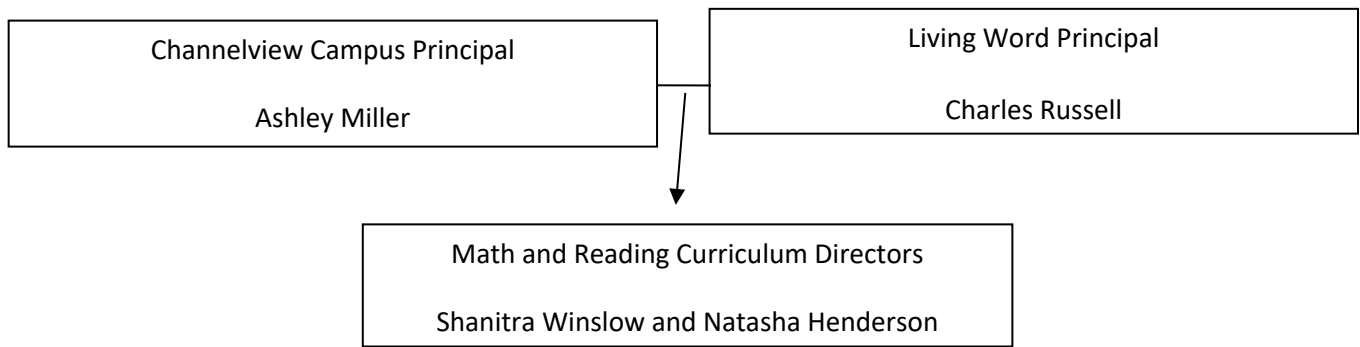 Channelview Campus Principal
Ashley Miller
Living Word Principal
Charles Russell
Math and Reading Curriculum Directors
Shanitra Winslow and Natasha Henderson